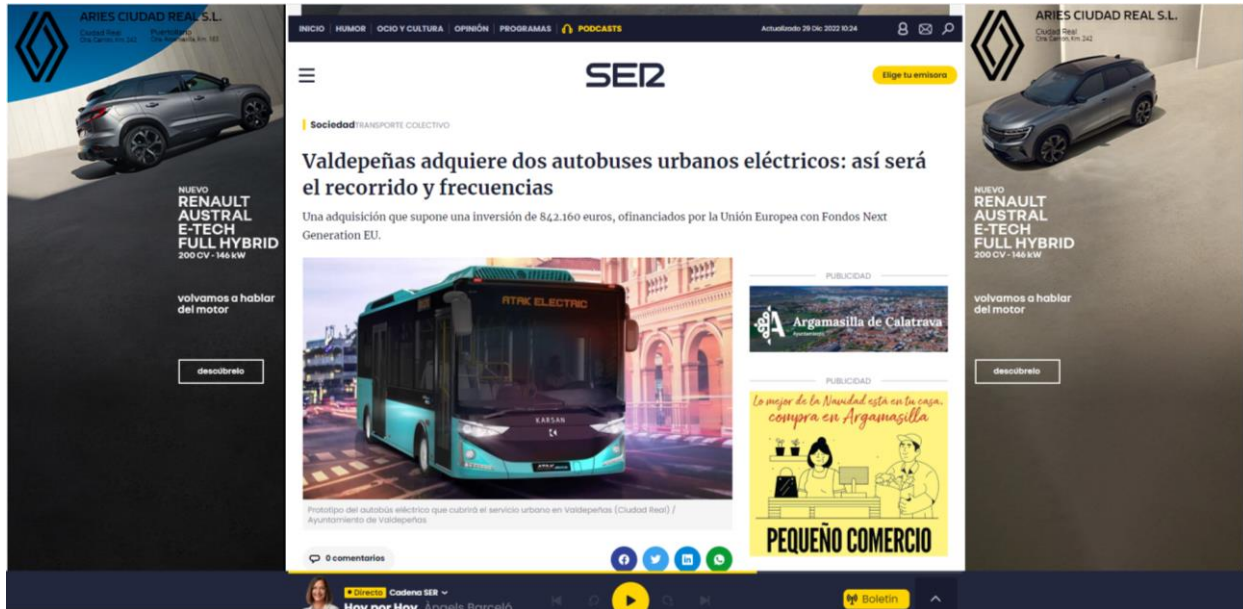 ARIES CIUDAD REAL S.L.
Ciudad Real
Puertollano
NUEVO
RENAULT
AUSTRAL
E-TECH
FULL HYBRID
200 CV - 146 kW
volvamos a hablar
del motor
descúbrelo
INICIO HUMOR OCIO Y CULTURA OPINIÓN PROGRAMAS PODCASTS
Actualizado 29 Dic 2022 10:24
SER
Elige tu emisora
Sociedad TRANSPORTE COLECTIVO
Valdepeñas adquiere dos autobuses urbanos eléctricos: así será
el recorrido y frecuencias
Una adquisición que supone una inversión de 842.160 euros, ofinanciados por la Unión Europea con Fondos Next
Generation EU.
ATAK ELECTRIC
KARSAN
Prototipo del autobús eléctrico que cubrirá el servicio urbano en Valdepeñas (Ciudad Real) /
Ayuntamiento de Valdepeñas
0 comentarios
PUBLICIDAD
Argamasilla de Calatrava
Ayuntamiento
PUBLICIDAD
Lo mejor de la Navidad está en tu casa,
compra en Argamasilla
PEQUEÑO COMERCIO
ARIES CIUDAD REAL S.L.
Ciudad Real
NUEVO
RENAULT
AUSTRAL
E-TECH
FULL HYBRID
200 CV - 146 kW
volvamos a hablar
del motor
descúbrelo
Directo Cadena SER
Hoy por Hoy Àngels Barceló
Boletín